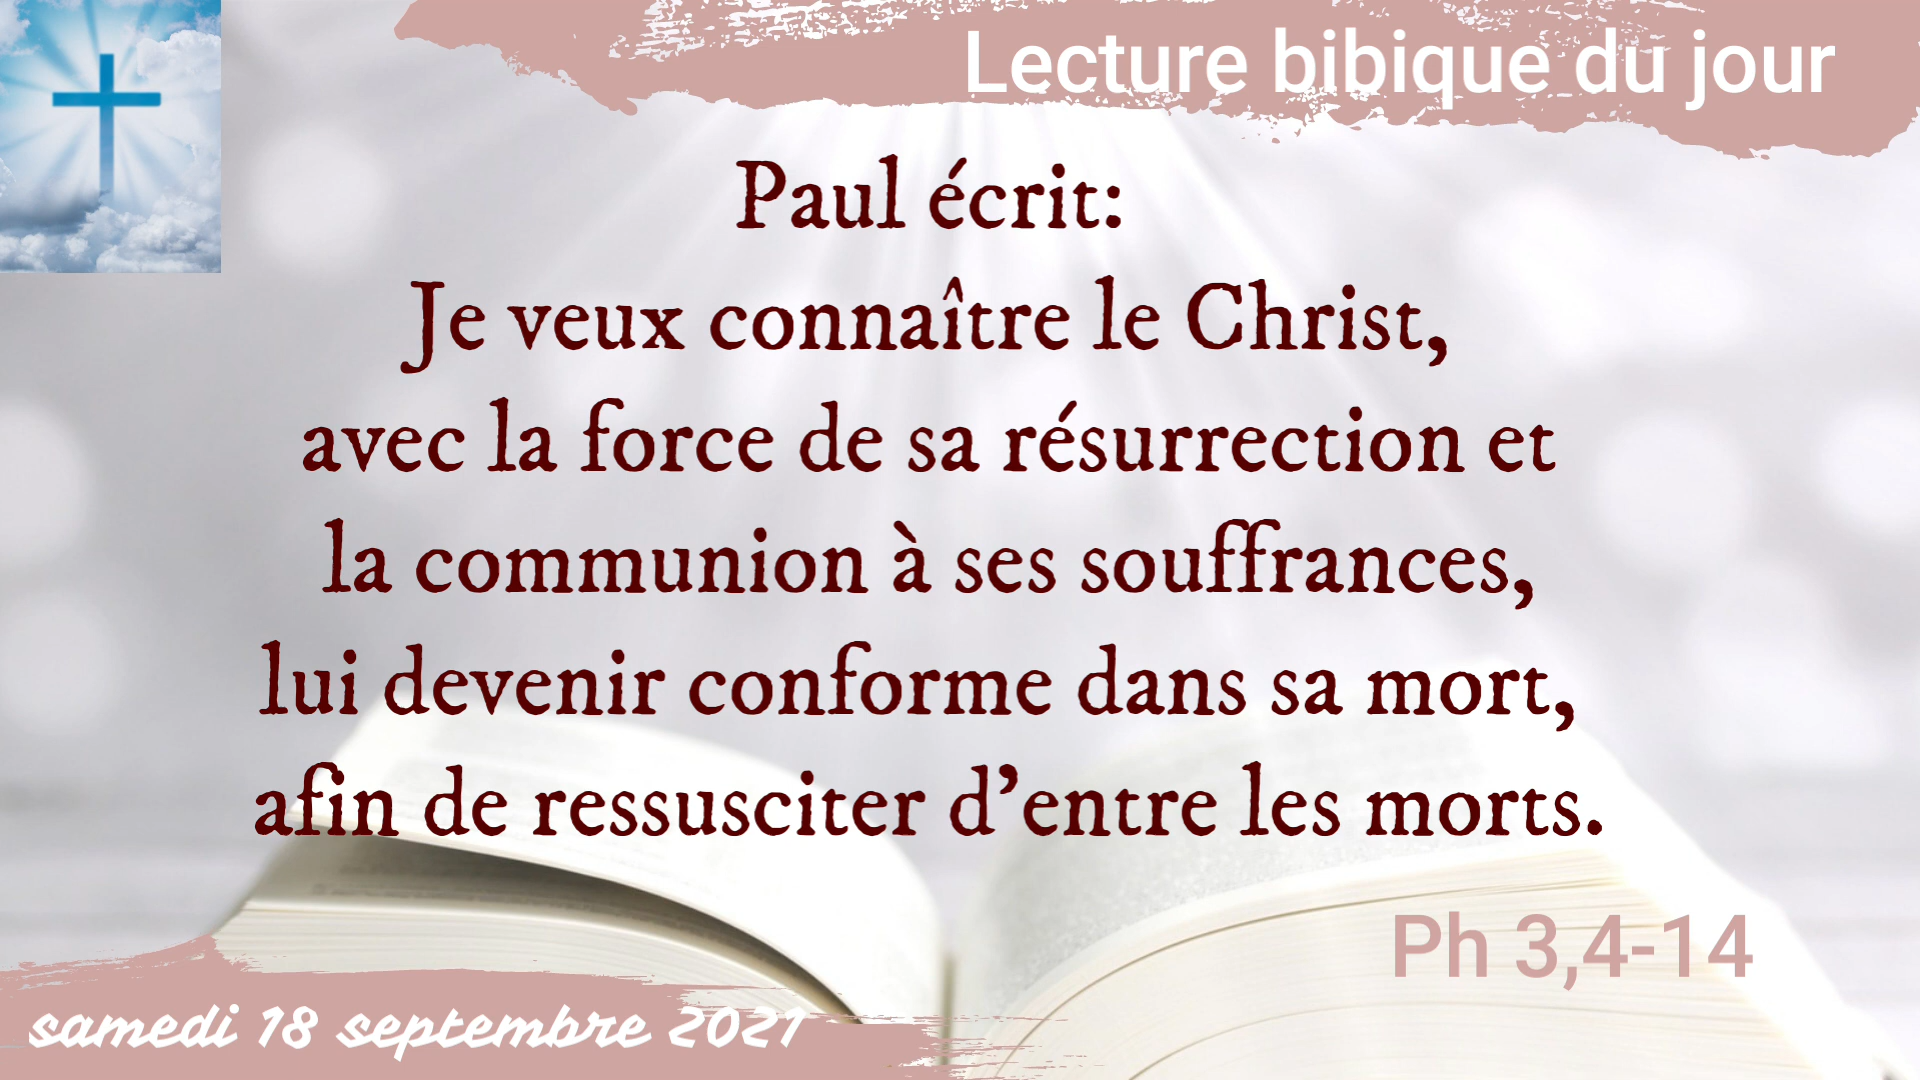 Lecture bibique du jour
Paul écrit:
Je veux connaître le Christ,
avec la force de sa résurrection et
la communion à ses souffrances,
lui devenir conforme dans sa mort,
afin de ressusciter d’entre les morts.
Ph 3,4-14
samedi 18 septembre 2021